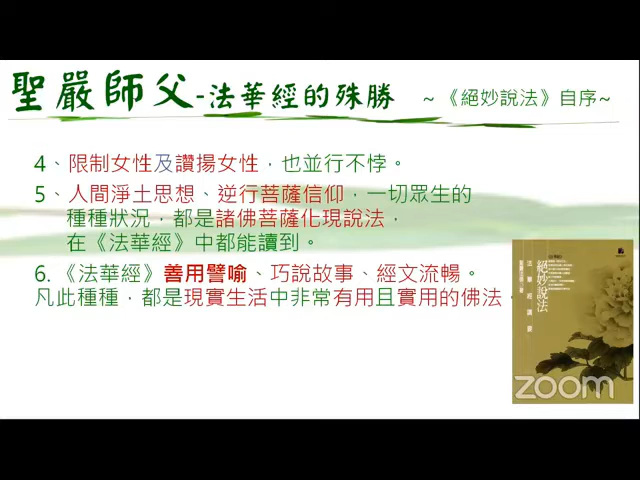 聖嚴師父-法華經的殊勝 ~《絕妙說法》自序~
4、限制女性及讚揚女性，也並行不悖。
5、人間淨土思想、逆行菩薩信仰，一切眾生的
種種狀況，都是諸佛菩薩化現說法，
在《法華經》中都能讀到。
6. 《法華經》善用譬喻、巧說故事、經文流暢。
凡此種種，都是現實生活中非常有用且實用的佛法，
絕妙說法
法華經講要
zoom